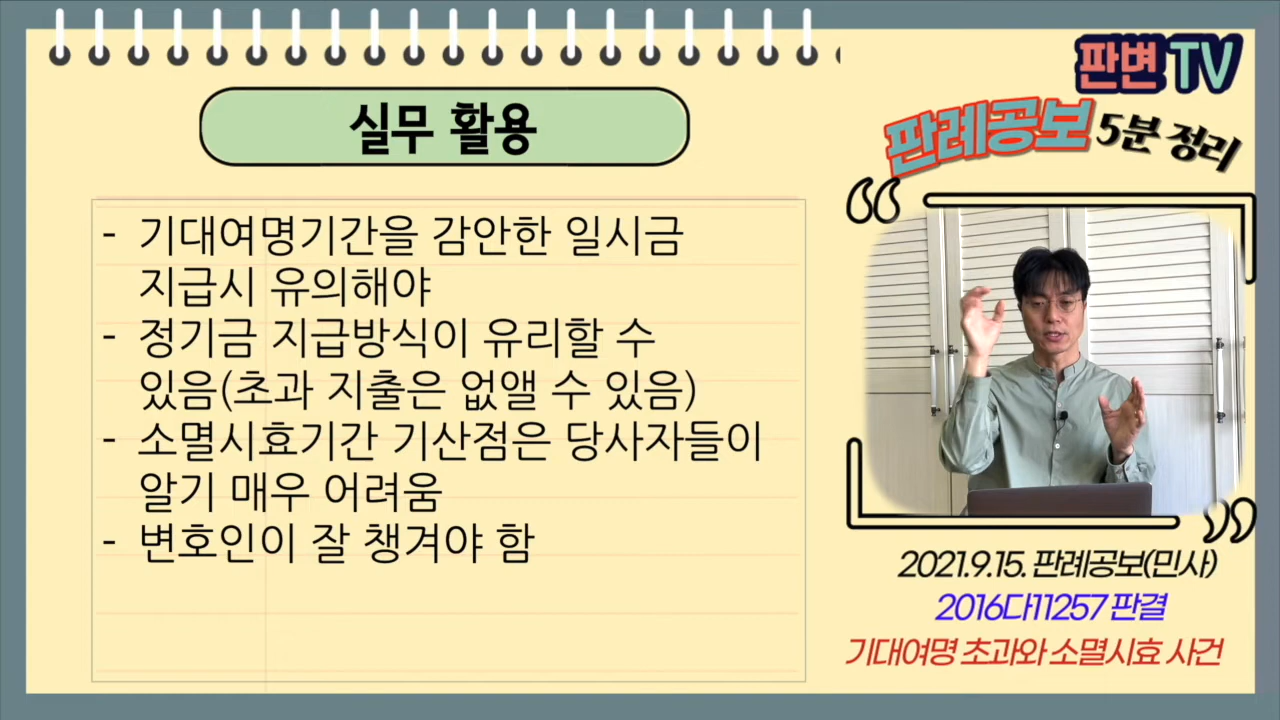 판변 TV
판례공보 5분 정리
실무 활용
- 기대여명기간을 감안한 일시금
지급시 유의해야
- 정기금 지급방식이 유리할 수
있음(초과 지출은 없앨 수 있음)
- 소멸시효기간 기산점은 당사자들이
알기 매우 어려움
- 변호인이 잘 챙겨야 함
2021.9.15. 판례공보(민사)
2016다11257 판결
기대여명 초과와 소멸시효 사건